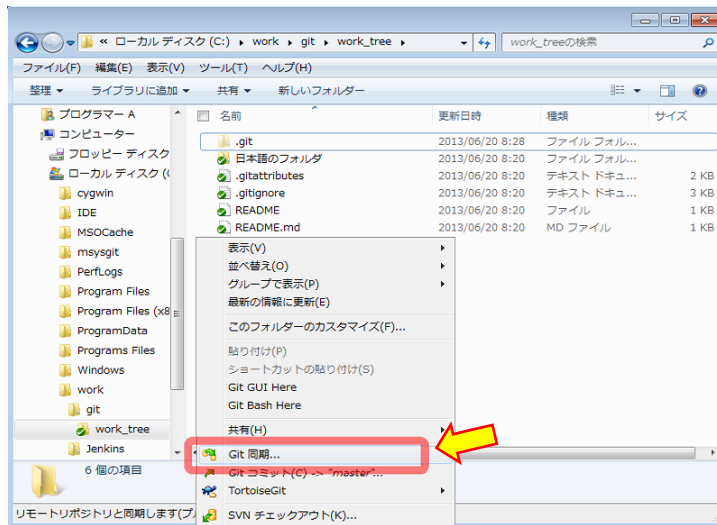 « ローカル ディスク (C:) ▸ work ▸ git ▸ work_tree ▸
work_treeの検索
ファイル(F) 編集(E) 表示(V) ツール(T) ヘルプ(H)
整理 ▼ ライブラリに追加 ▼ 共有 ▼ 新しいフォルダー
プログラマー A
コンピューター
フロッピー ディスク
ローカル ディスク (
cygwin
IDE
MSOCache
msysgit
PerfLogs
Program Files
Program Files (x8
ProgramData
Programs Files
Windows
work
git
work_tree
Jenkins
名前 更新日時 種類 サイズ
.git 2013/06/20 8:28 ファイル フォル...
日本語のフォルダ 2013/06/20 8:20 ファイル フォル...
.gitattributes 2013/06/20 8:20 テキスト ドキュ... 2 KB
.gitignore 2013/06/20 8:20 テキスト ドキュ... 3 KB
README 2013/06/20 8:20 ファイル 1 KB
README.md 2013/06/20 8:20 MD ファイル 1 KB
表示(V)
並べ替え(O)
グループで表示(P)
最新の情報に更新(E)
このフォルダーのカスタマイズ(F)...
貼り付け(P)
ショートカットの貼り付け(S)
Git GUI Here
Git Bash Here
共有(H)
Git 同期...
Git コミット(C) -> "master"...
TortoiseGit
SVN チェックアウト(K)...
6 個の項目
リモートリポジトリと同期します(プ